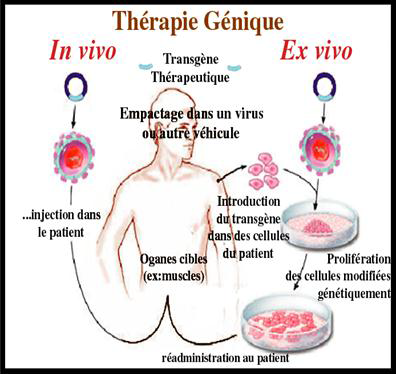 Thérapie Génique
In vivo
Ex vivo
Transgène
Thérapeutique
Empactage dans un virus
ou autre véhicule
...injection dans
le patient
Introduction
du transgène
dans des cellules
du patient
Oganes cibles
(ex:muscles)
Prolifération
des cellules modifiées
génétiquement
réadministration au patient